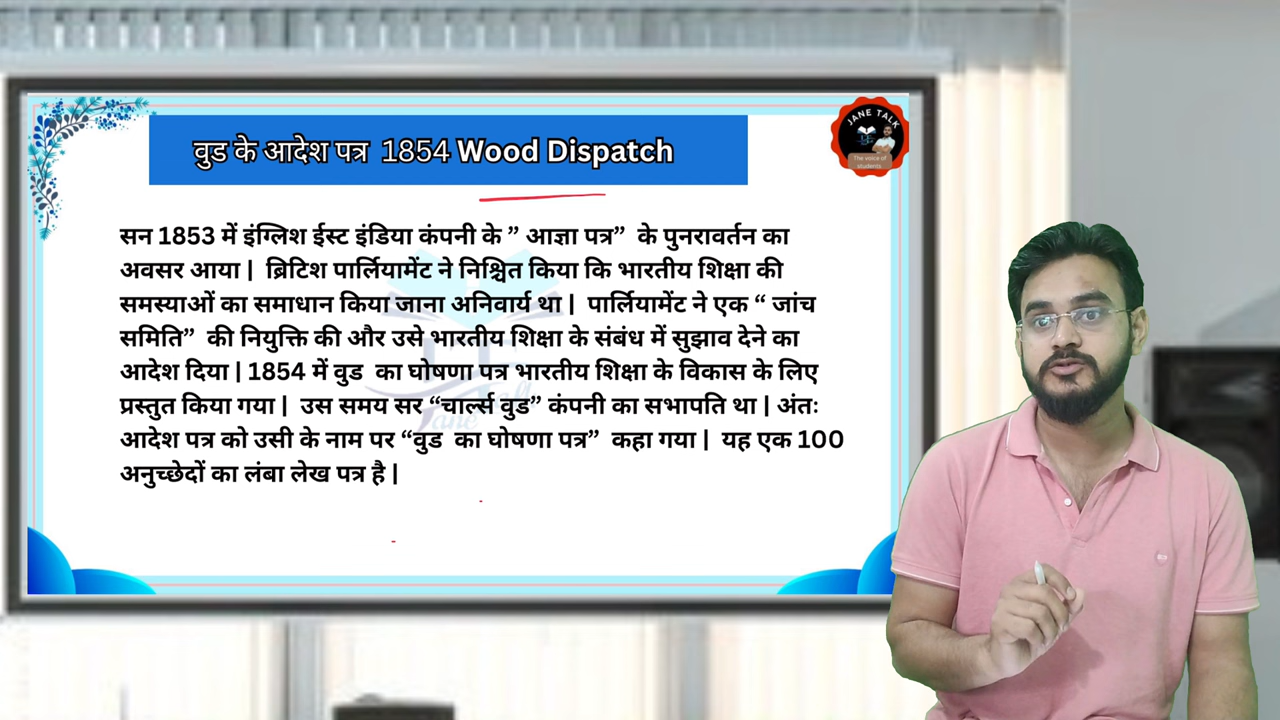 वुड के आदेश पत्र 1854 Wood Dispatch
JANE TALK
The voice of
students
सन 1853 में इंग्लिश ईस्ट इंडिया कंपनी के ” आज्ञा पत्र” के पुनरावर्तन का
अवसर आया | ब्रिटिश पार्लियामेंट ने निश्चित किया कि भारतीय शिक्षा की
समस्याओं का समाधान किया जाना अनिवार्य था | पार्लियामेंट ने एक “ जांच
समिति” की नियुक्ति की और उसे भारतीय शिक्षा के संबंध में सुझाव देने का
आदेश दिया | 1854 में वुड का घोषणा पत्र भारतीय शिक्षा के विकास के लिए
प्रस्तुत किया गया | उस समय सर “चार्ल्स वुड” कंपनी का सभापति था | अंतः
आदेश पत्र को उसी के नाम पर “वुड का घोषणा पत्र” कहा गया | यह एक 100
अनुच्छेदों का लंबा लेख पत्र है |